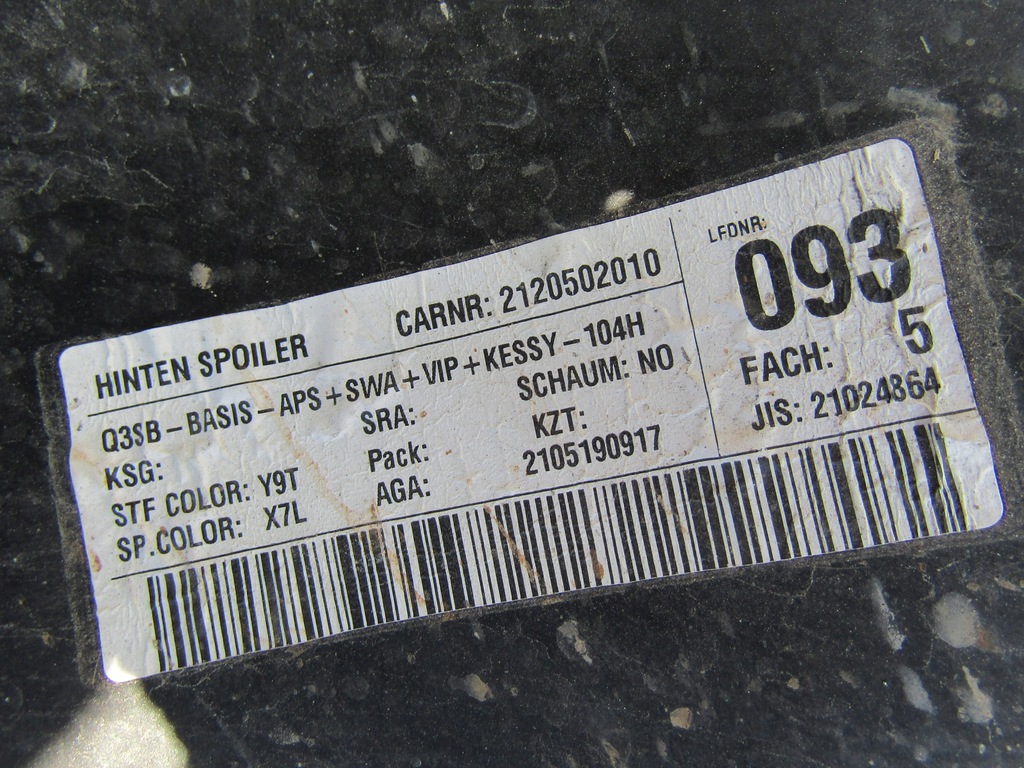 HINTEN SPOILER CARNR: 2120502010
Q3SB-BASIS-APS+SWA+VIP+KESSY-104H
KSG: SRA: SCHAUM: NO
STF COLOR: Y9T Pack: KZT:
SP.COLOR: X7L AGA: 2105190917
LFDNR:
093
FACH: 5
JIS: 21024864